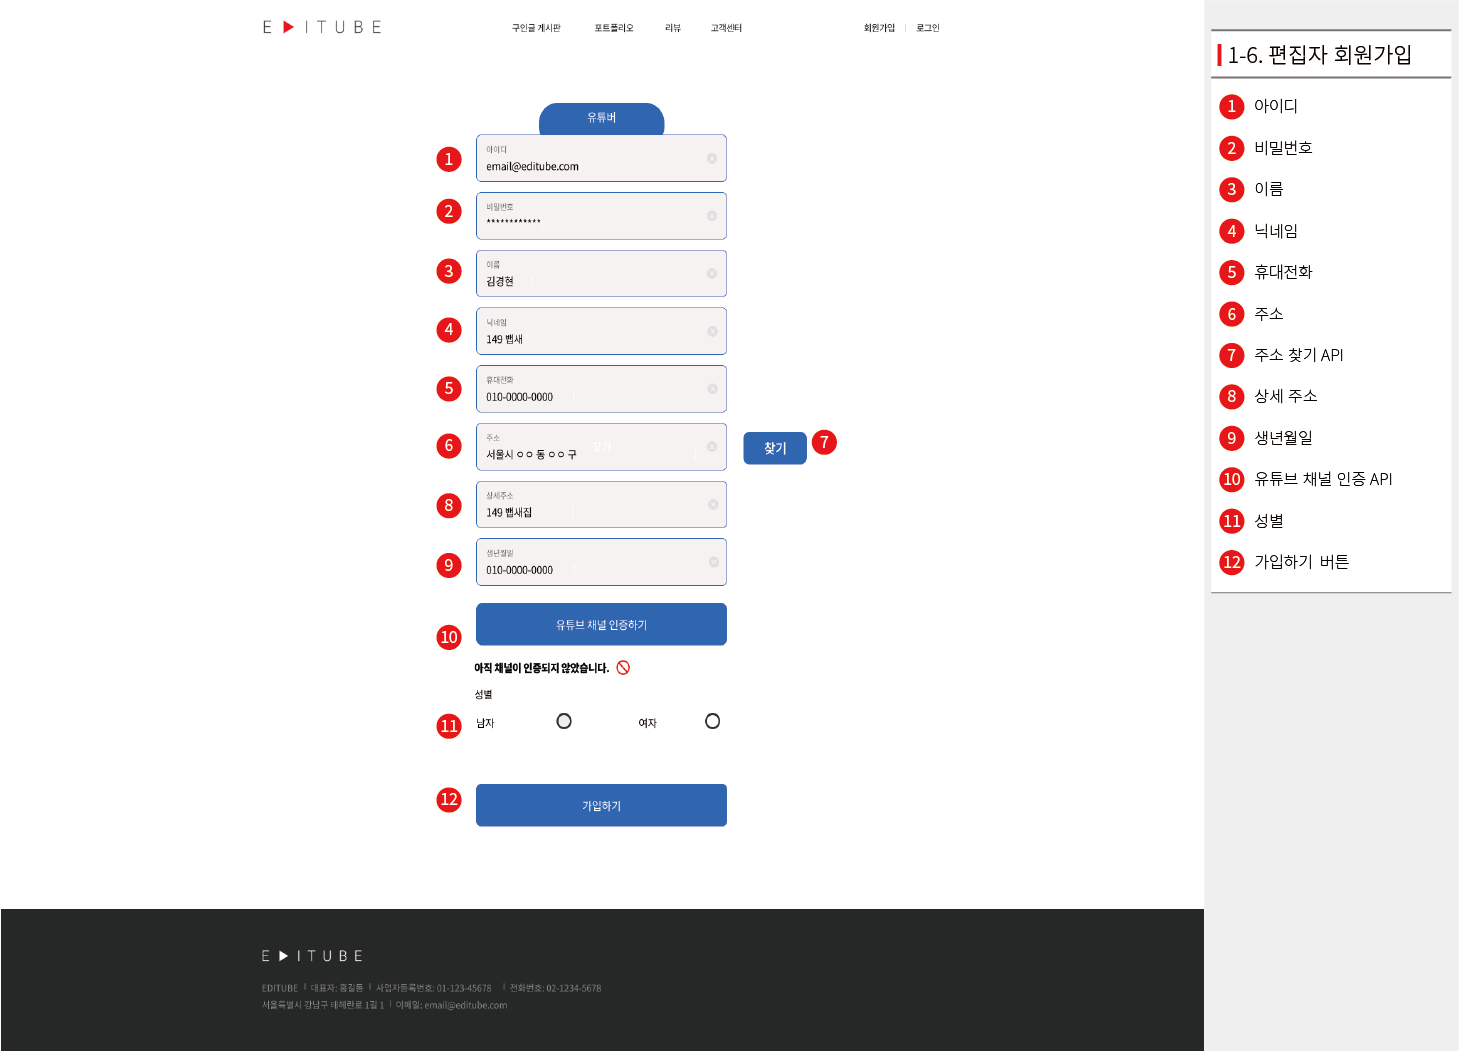 E ▶ I T U B E
구인글 게시판 포트폴리오 리뷰 고객센터 회원가입 | 로그인
유튜버
1
아이디
email@editube.com
2
비밀번호
************
3
이름
김경현
4
닉네임
149 뱁새
5
휴대전화
010-0000-0000
6
주소
찾기
서울시 ㅇㅇ 동 ㅇㅇ 구
찾기
7
8
상세주소
149 뱁새집
9
생년월일
010-0000-0000
10
유튜브 채널 인증하기
아직 채널이 인증되지 않았습니다.
성별
11
남자 여자
12
가입하기
E ▶ I T U B E
EDITUBE | 대표자: 홍길동 | 사업자등록번호: 01-123-45678 | 전화번호: 02-1234-5678
서울특별시 강남구 테헤란로 1길 1 | 이메일: email@editube.com
1-6. 편집자 회원가입
1 아이디
2 비밀번호
3 이름
4 닉네임
5 휴대전화
6 주소
7 주소 찾기 API
8 상세 주소
9 생년월일
10 유튜브 채널 인증 API
11 성별
12 가입하기 버튼